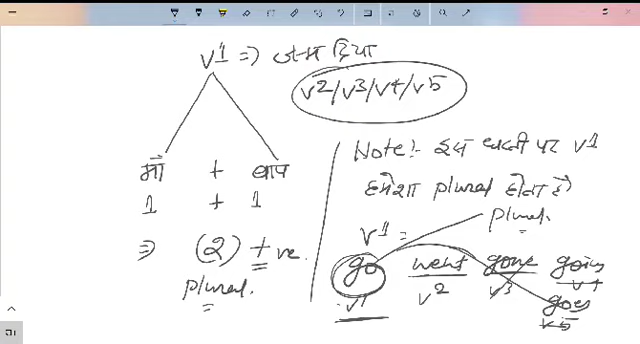 V1 => जन्म दिया
V2/V3/V4/V5
माँ + बाप
1 + 1
=> (2) + ve
plural.
Note:- इस धरती पर V1
हमेशा plural होता है
plural.
V1 =
go went gone going
V1 V2 V3 V4
goes
V5